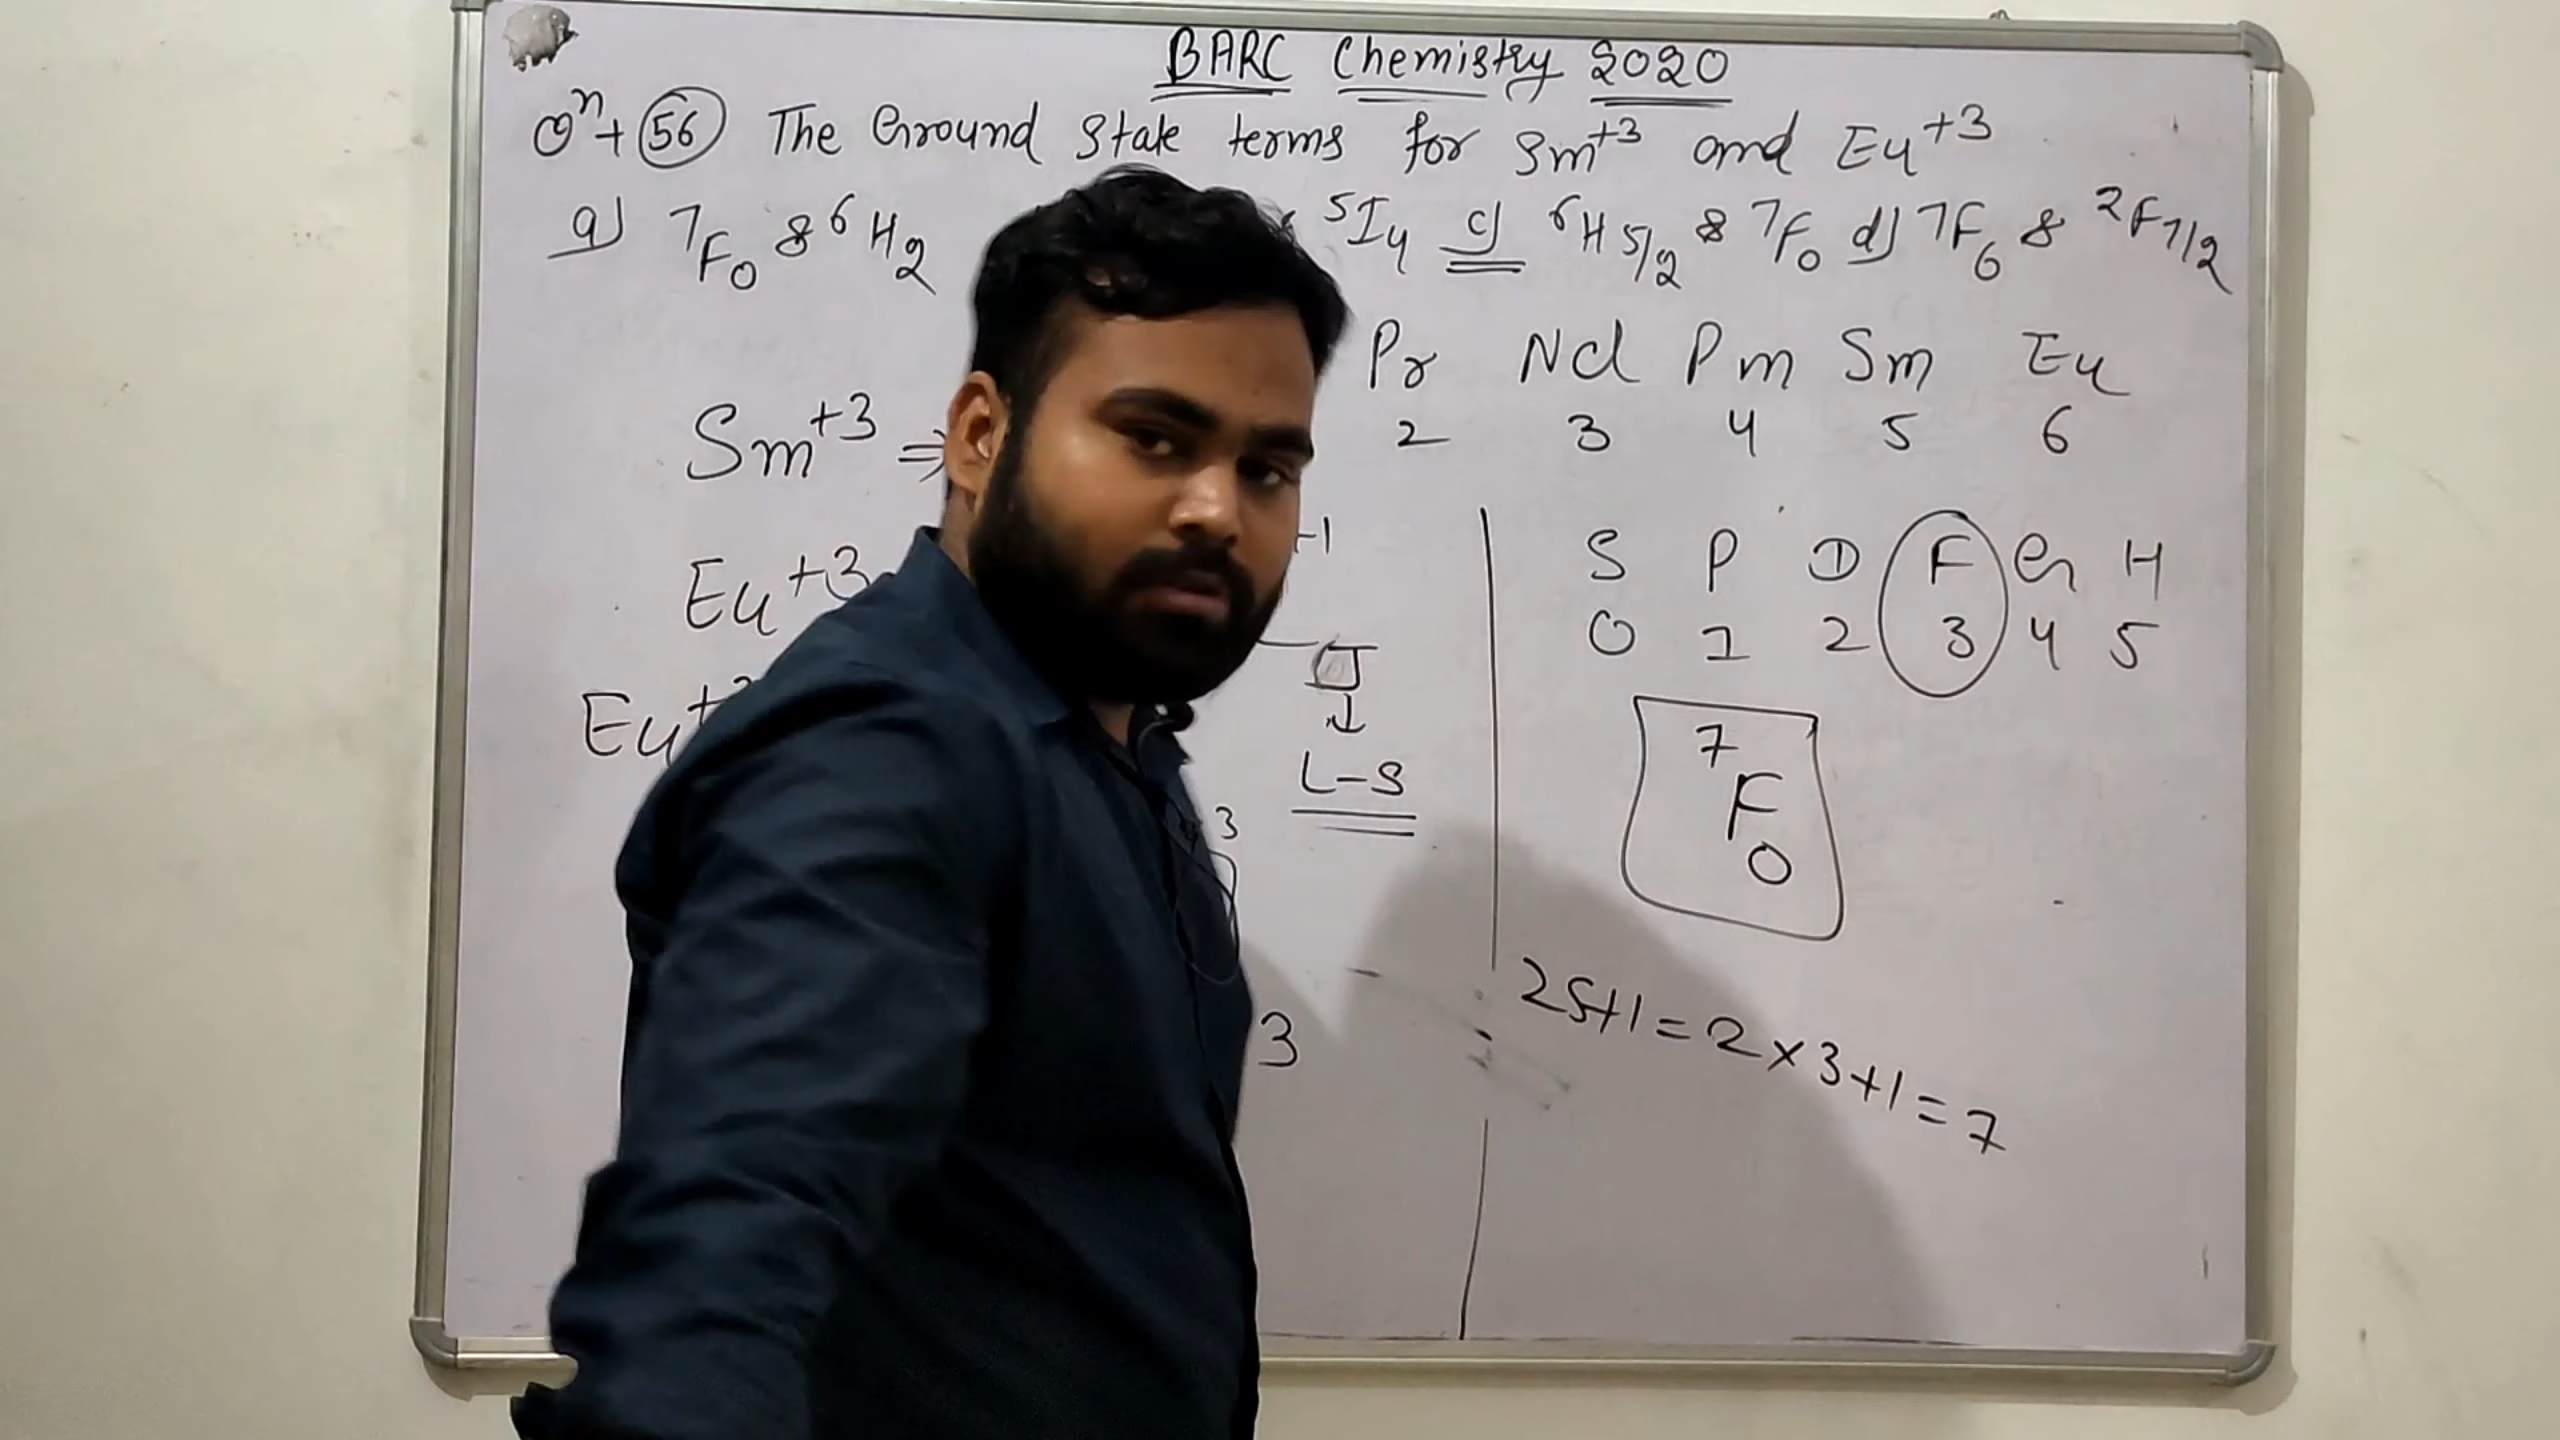 BARC Chemistry 2020
Qn+ 56 The Ground State terms for Sm+3 and Eu+3
a) 7F0 & 6H2 5I4 c) 6H5/2 & 7F0 d) 7F6 & 2F7/2
Pr Nd Pm Sm Eu
Sm+3 ⇒ 2 3 4 5 6
+1
S P D F G H
Eu+3
0 1 2 3 4 5
J
↓
Eu+3
L-S
3
7F0
3
2S+1 = 2×3+1 = 7